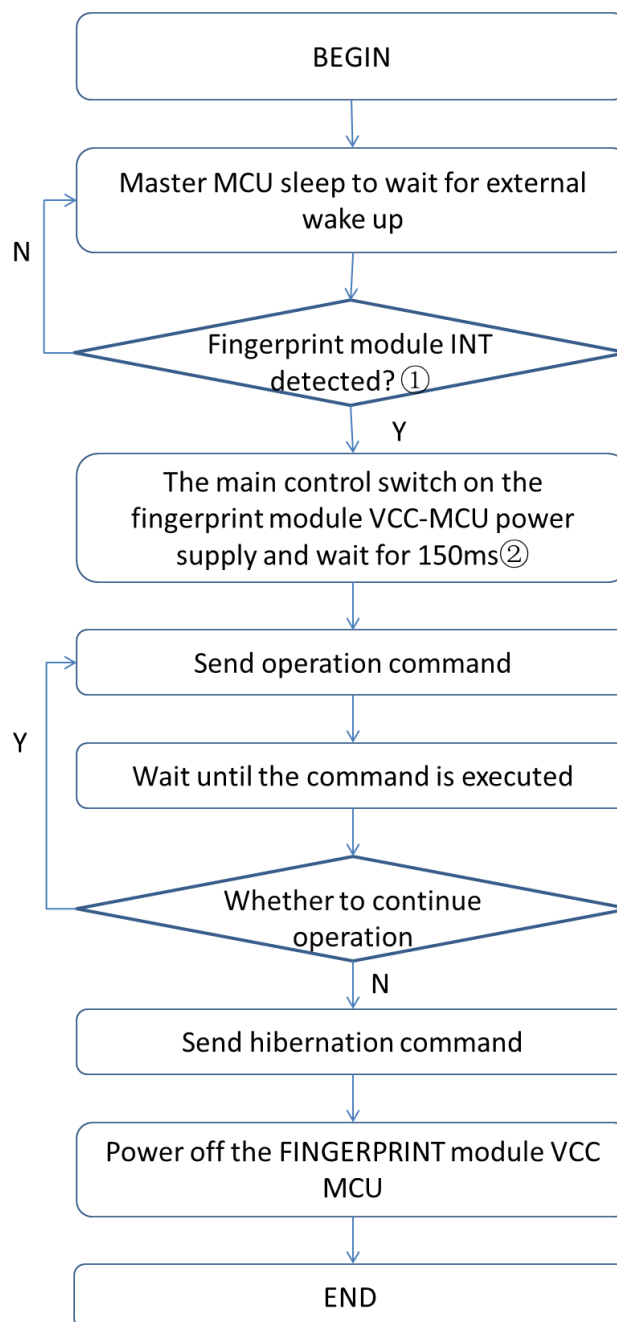 BEGIN
Master MCU sleep to wait for external
wake up
N
Fingerprint module INT
detected?①
Y
The main control switch on the
fingerprint module VCC-MCU power
supply and wait for 150ms②
Send operation command
Y
Wait until the command is executed
Whether to continue
operation
N
Send hibernation command
Power off the FINGERPRINT module VCC
MCU
END